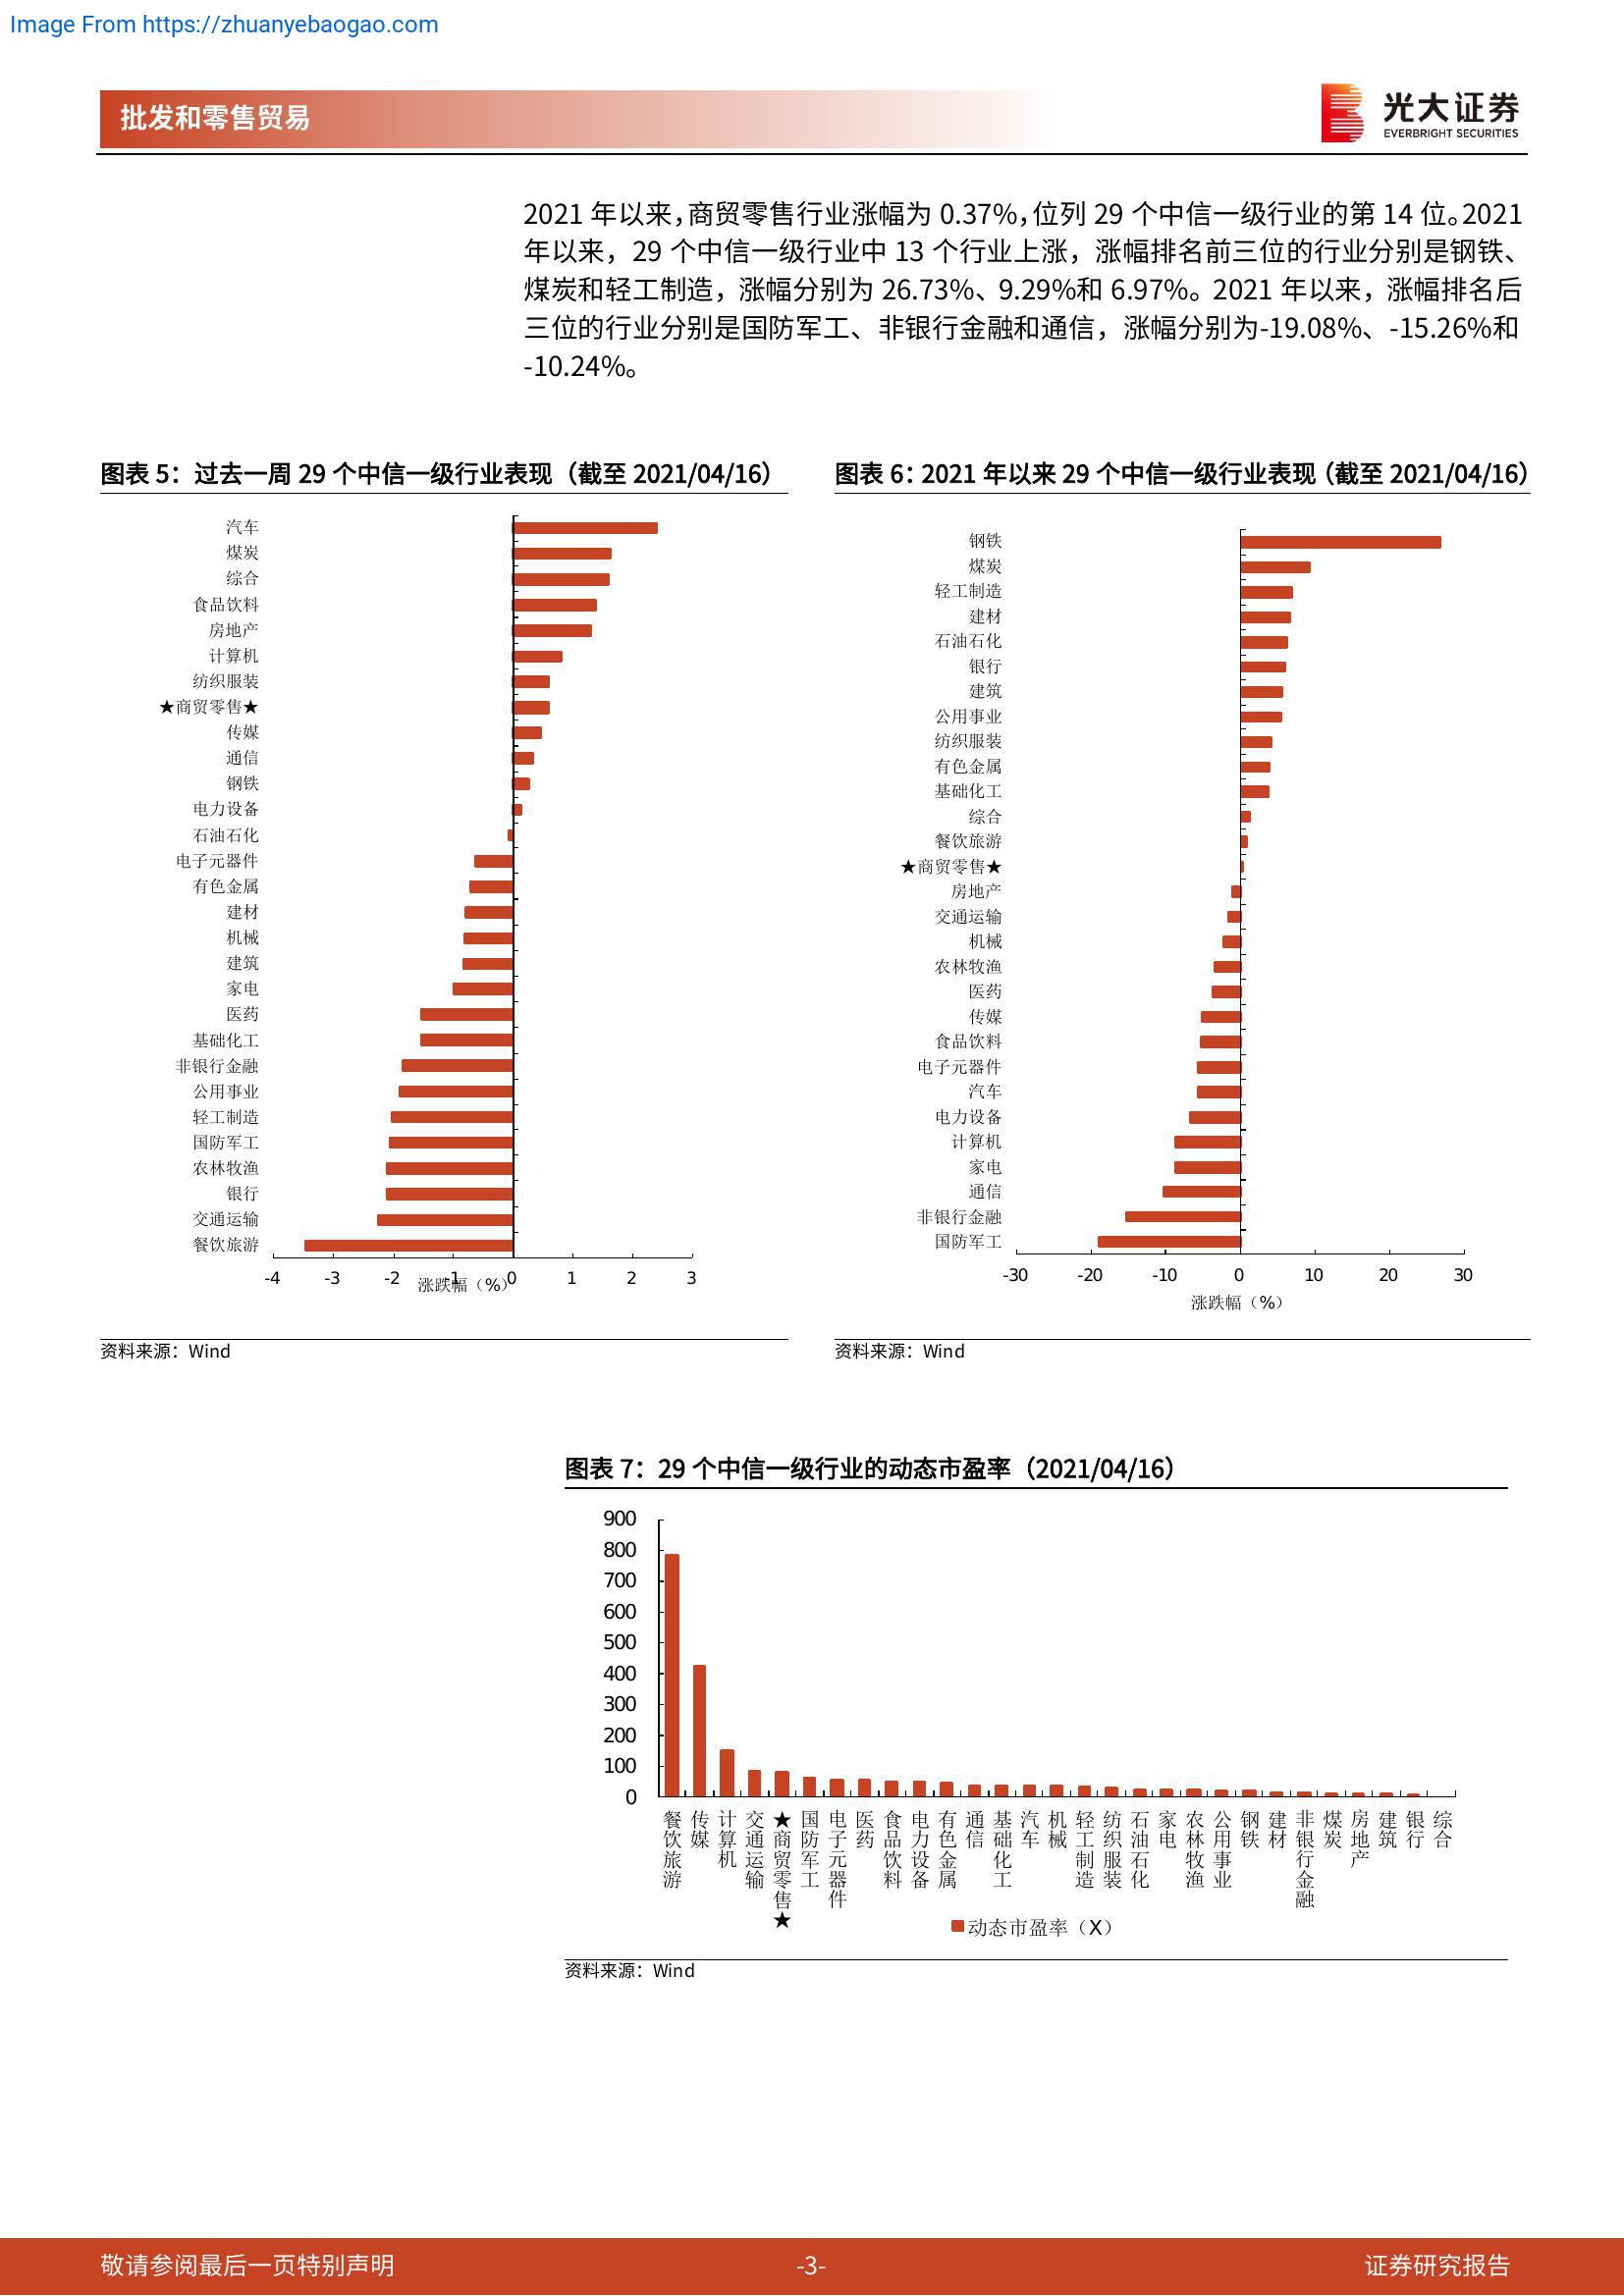 Image From https://zhuanyebaogao.com
批发和零售贸易
光大证券
EVERBRIGHT SECURITIES
2021 年以来，商贸零售行业涨幅为 0.37%，位列 29 个中信一级行业的第 14 位。2021
年以来，29 个中信一级行业中 13 个行业上涨，涨幅排名前三位的行业分别是钢铁、
煤炭和轻工制造，涨幅分别为 26.73%、9.29%和 6.97%。2021 年以来，涨幅排名后
三位的行业分别是国防军工、非银行金融和通信，涨幅分别为-19.08%、-15.26%和
-10.24%。
图表 5：过去一周 29 个中信一级行业表现（截至 2021/04/16）
汽车
煤炭
综合
食品饮料
房地产
计算机
纺织服装
★商贸零售★
传媒
通信
钢铁
电力设备
石油石化
电子元器件
有色金属
建材
机械
建筑
家电
医药
基础化工
非银行金融
公用事业
轻工制造
国防军工
农林牧渔
银行
交通运输
餐饮旅游
-4 -3 -2 -1 0 1 2 3
涨跌幅（%）
资料来源：Wind
图表 6：2021 年以来 29 个中信一级行业表现（截至 2021/04/16）
钢铁
煤炭
轻工制造
建材
石油石化
银行
建筑
公用事业
纺织服装
有色金属
基础化工
综合
餐饮旅游
★商贸零售★
房地产
交通运输
机械
农林牧渔
医药
传媒
食品饮料
电子元器件
汽车
电力设备
计算机
家电
通信
非银行金融
国防军工
-30 -20 -10 0 10 20 30
涨跌幅（%）
资料来源：Wind
图表 7：29 个中信一级行业的动态市盈率（2021/04/16）
900
800
700
600
500
400
300
200
100
0
餐饮旅游
传媒
计算机
交通运输
★商贸零售★
国防军工
电子元器件
医药
食品饮料
电力设备
有色金属
通信
基础化工
汽车
机械
轻工制造
纺织服装
石油石化
家电
农林牧渔
公用事业
钢铁
建材
非银行金融
煤炭
房地产
建筑
银行
综合
动态市盈率（X）
资料来源：Wind
敬请参阅最后一页特别声明
-3-
证券研究报告